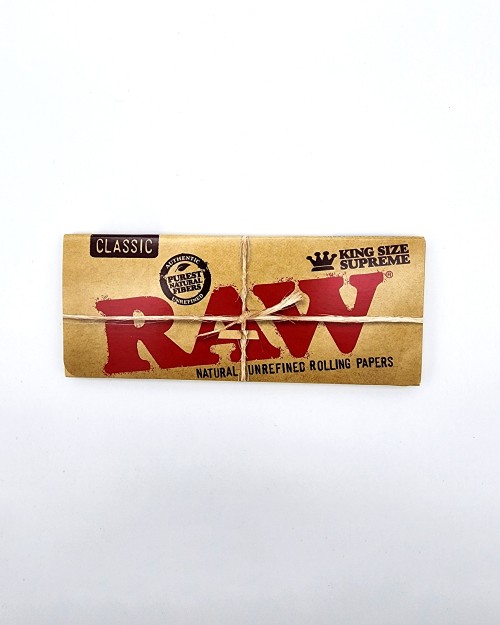 CLASSIC
AUTHENTIC
PUREST
NATURAL
FIBERS
UNREFINED
KING SIZE
SUPREME
RAW®
NATURAL UNREFINED ROLLING PAPERS